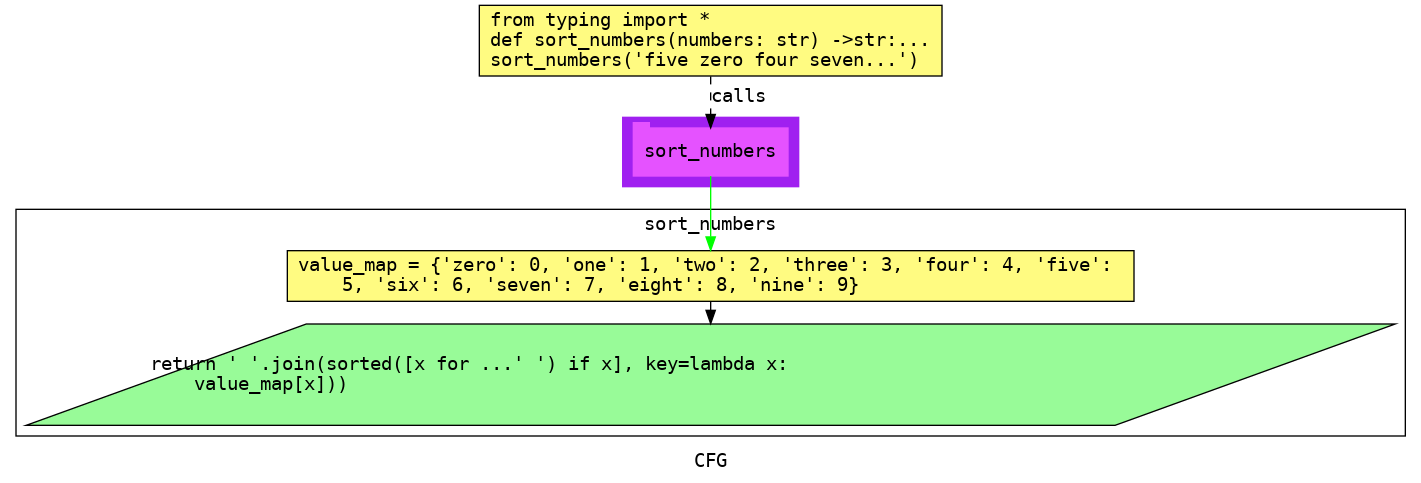 from typing import *
def sort_numbers(numbers: str) ->str:...
sort_numbers('five zero four seven...')
calls
sort_numbers
sort_numbers
value_map = {'zero': 0, 'one': 1, 'two': 2, 'three': 3, 'four': 4, 'five':
    5, 'six': 6, 'seven': 7, 'eight': 8, 'nine': 9}
return ' '.join(sorted([x for ...' ') if x], key=lambda x:
    value_map[x]))
CFG